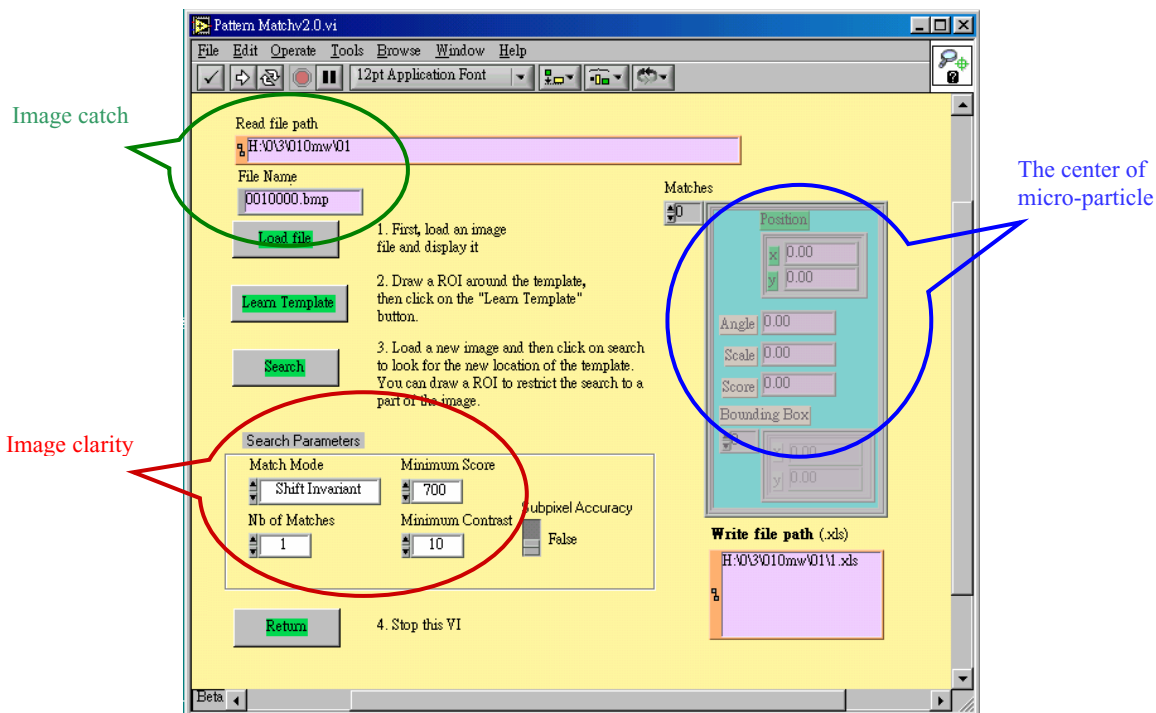 Pattern Matchv2.0.vi
File Edit Operate Tools Browse Window Help
12pt Application Font
Image catch
Read file path
H:\0\3\010mw\01
File Name
0010000.bmp
Load file
1. First, load an image
file and display it
Learn Template
2. Draw a ROI around the template,
then click on the "Learn Template"
button.
Search
3. Load a new image and then click on search
to look for the new location of the template.
You can draw a ROI to restrict the search to a
part of the image.
Matches
0
Position
x 0.00
y 0.00
Angle 0.00
Scale 0.00
Score 0.00
Bounding Box
0
x 0.00
y 0.00
The center of
micro-particle
Image clarity
Search Parameters
Match Mode
Shift Invariant
Minimum Score
700
Nb of Matches
1
Minimum Contrast
10
Subpixel Accuracy
False
Write file path (.xls)
H:\0\3\010mw\01\1.xls
Return
4. Stop this VI
Beta